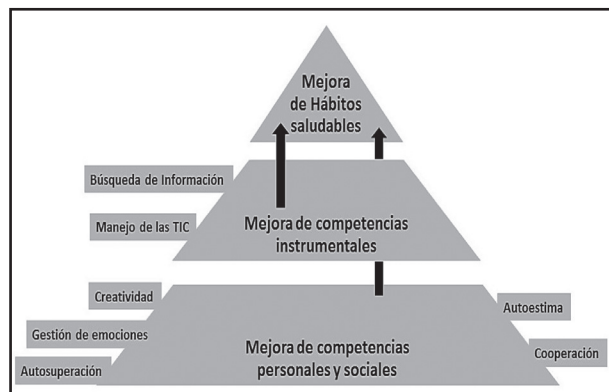 Mejora
de Hábitos
saludables
Búsqueda de Información
Manejo de las TIC
Mejora de competencias
instrumentales
Creatividad
Gestión de emociones
Autosuperación
Autoestima
Cooperación
Mejora de competencias
personales y sociales